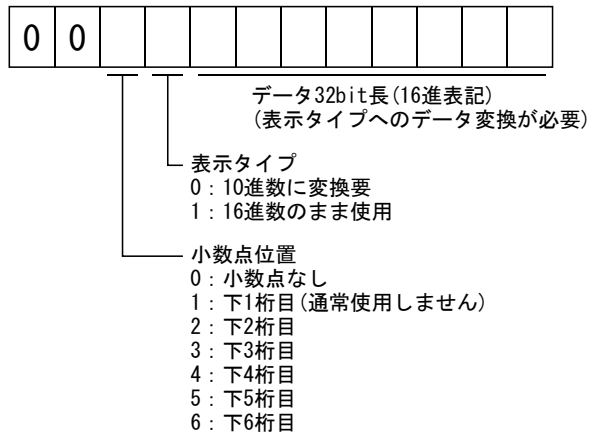 0 0
データ32bit長(16進表記)
(表示タイプへのデータ変換が必要)
表示タイプ
0：10進数に変換要
1：16進数のまま使用
小数点位置
0：小数点なし
1：下1桁目(通常使用しません)
2：下2桁目
3：下3桁目
4：下4桁目
5：下5桁目
6：下6桁目